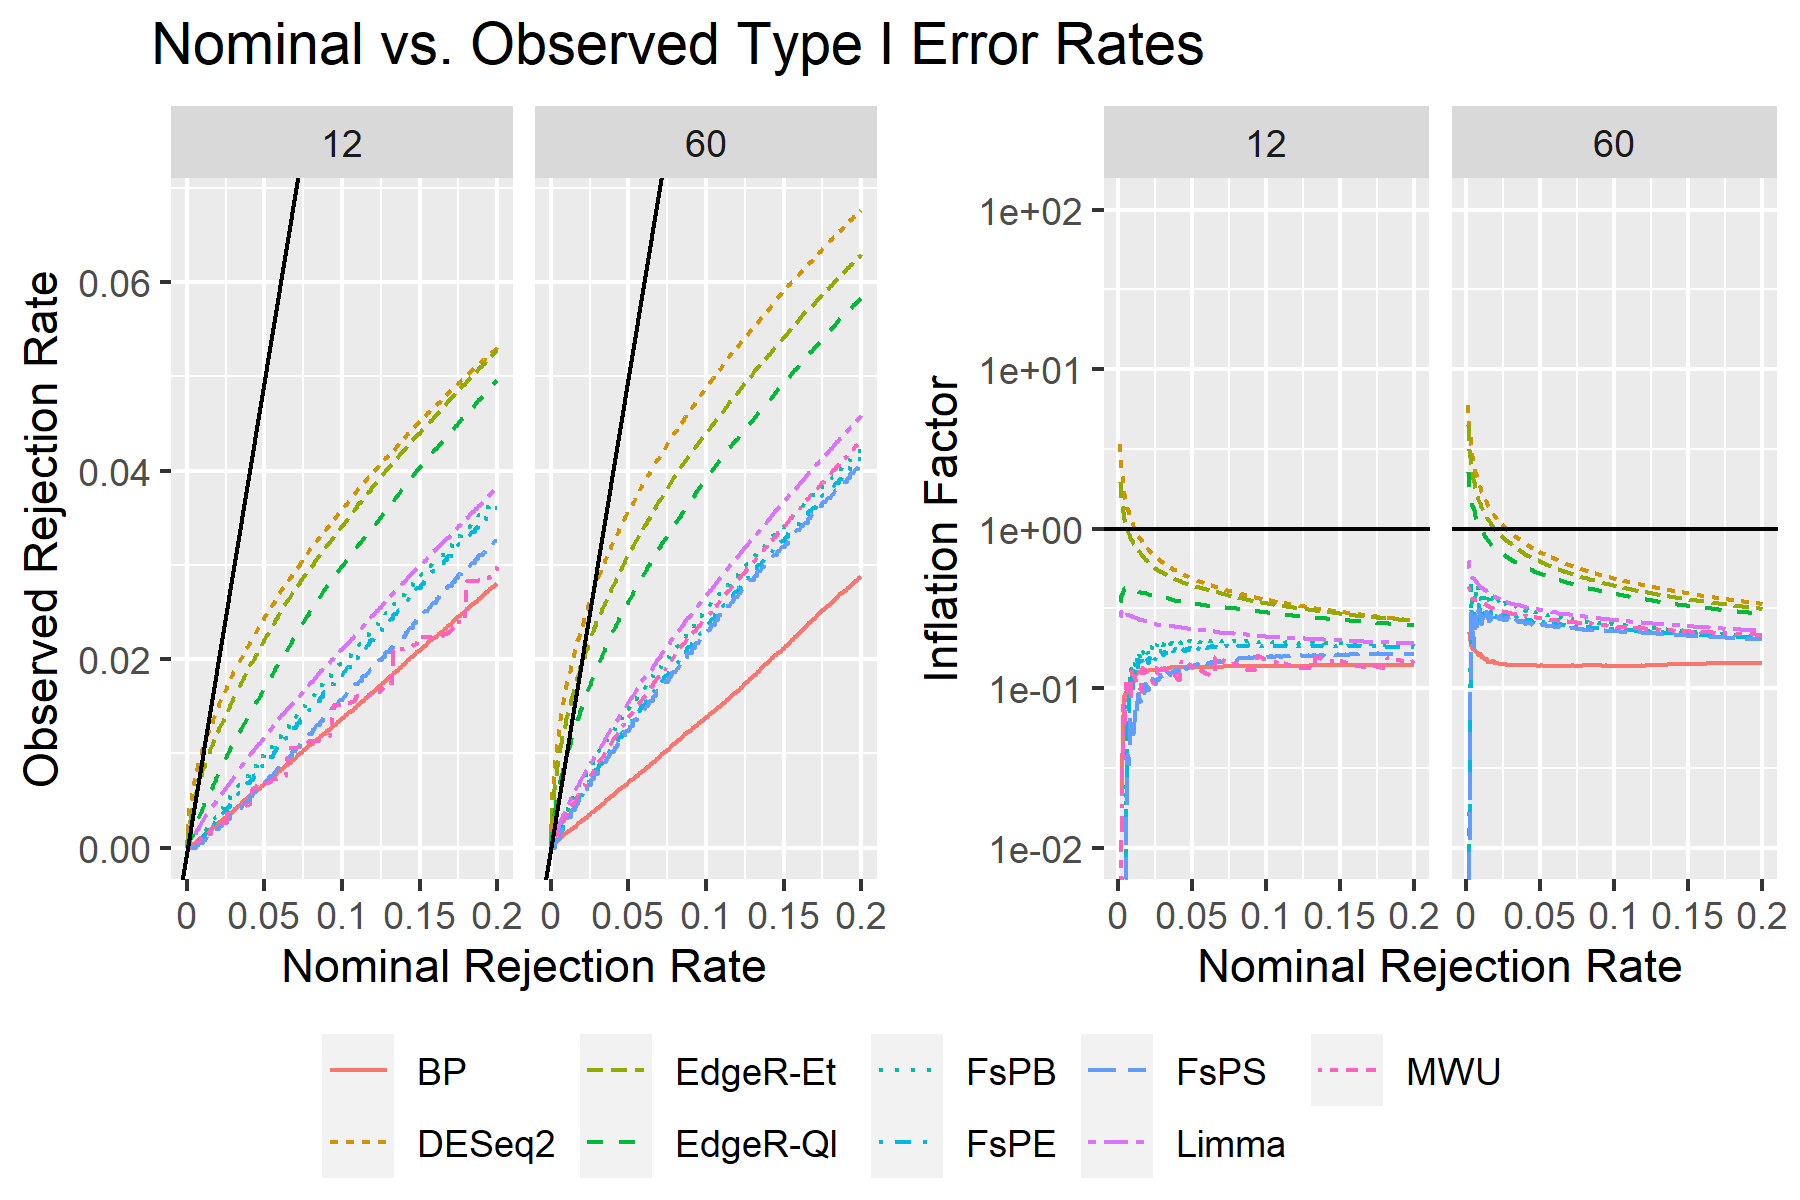 Nominal vs. Observed Type I Error Rates
12
60
12
60
Observed Rejection Rate
0.06
0.04
0.02
0.00
0 0.05 0.1 0.15 0.2
0 0.05 0.1 0.15 0.2
Nominal Rejection Rate
Inflation Factor
1e+02
1e+01
1e+00
1e-01
1e-02
0 0.05 0.1 0.15 0.2
0 0.05 0.1 0.15 0.2
Nominal Rejection Rate
BP EdgeR-Et FsPB FsPS MWU
DESeq2 EdgeR-Ql FsPE Limma